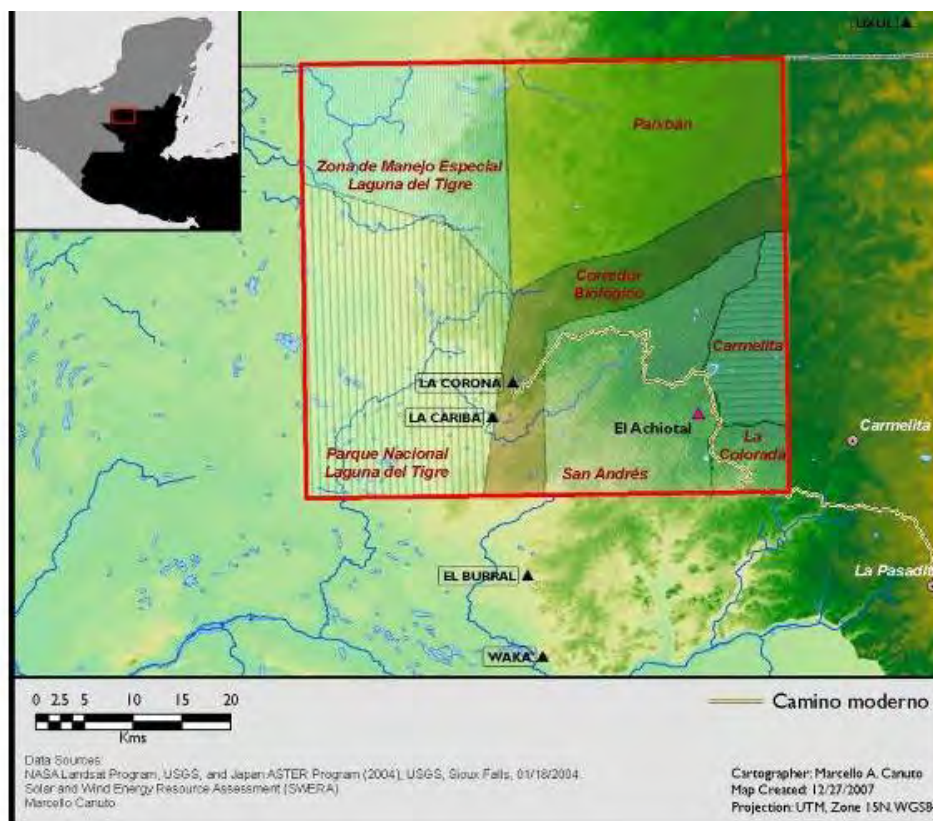 UXUL
Paixbán
Zona de Manejo Especial
Laguna del Tigre
Corredor
Biológico
Carmelita
LA CORONA
LA CARIBA
El Achiotal
Carmelita
La
Colorada
Parque Nacional
Laguna del Tigre
San Andrés
EL BURRAL
La Pasadit
WAKA
0 2.5 5 10 15 20
Kms
Camino moderno
Data Sources:
NASA Landsat Program, USGS, and Japan ASTER Program (2004), USGS, Sioux Falls, 01/18/2004.
Solar and Wind Energy Resource Assessment (SWERA)
Marcello Canuto
Cartographer: Marcello A. Canuto
Map Created: 12/27/2007
Projection: UTM, Zone 15N. WGS8